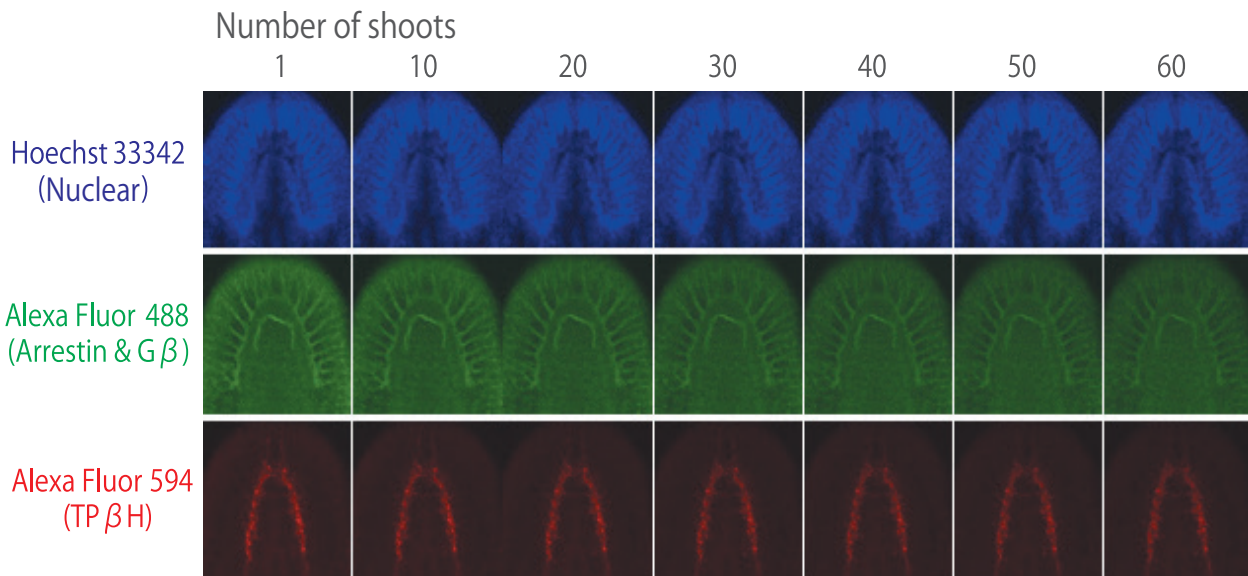 Number of shoots
1 10 20 30 40 50 60
Hoechst 33342
(Nuclear)
Alexa Fluor 488
(Arrestin & Gβ)
Alexa Fluor 594
(TPβH)